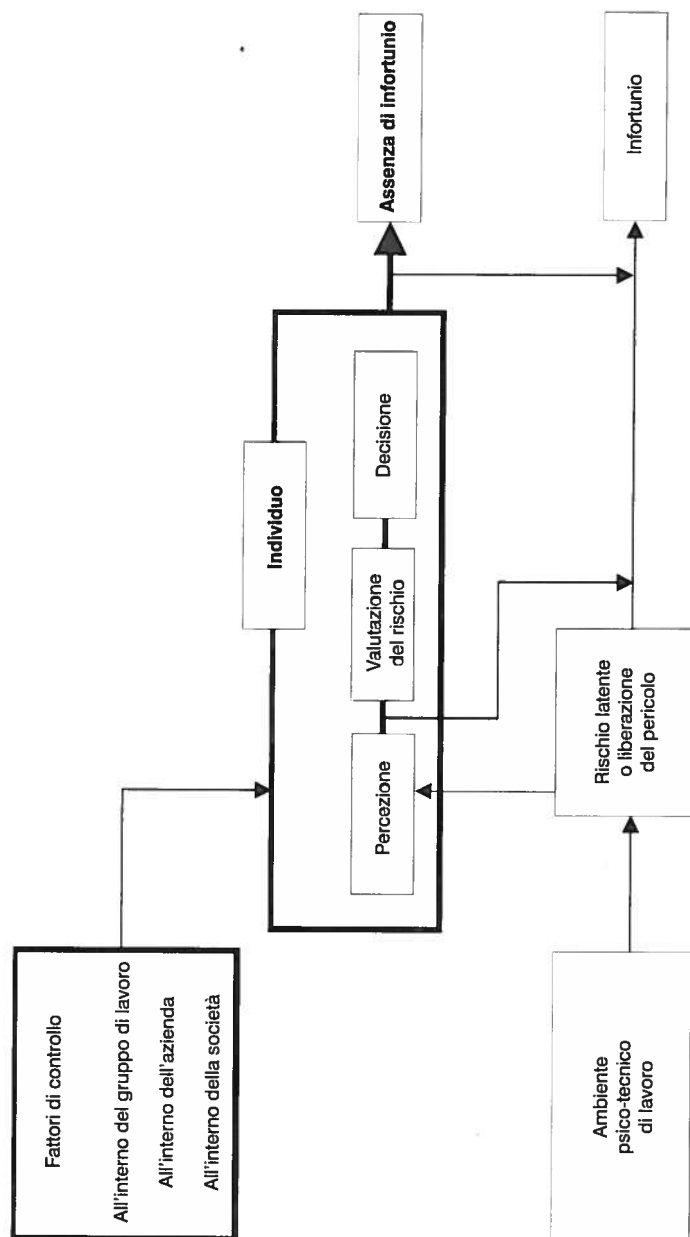 Fattori di controllo
All'interno del gruppo di lavoro
All'interno dell'azienda
All'interno della società
Individuo
Percezione
Valutazione
del rischio
Decisione
Assenza di infortunio
Ambiente
psico-tecnico
di lavoro
Rischio latente
o liberazione
del pericolo
Infortunio